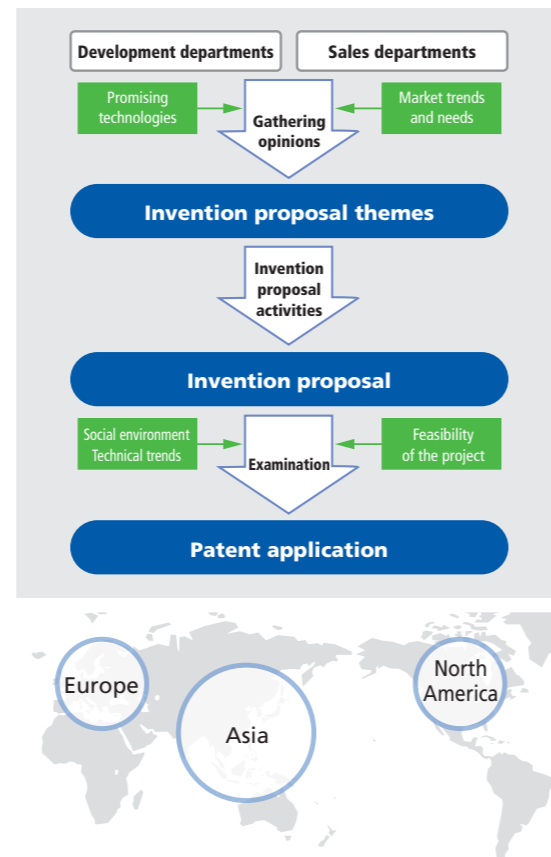 Development departments
Sales departments
Promising
technologies
Gathering
opinions
Market trends
and needs
Invention proposal themes
Invention
proposal
activities
Invention proposal
Social environment
Technical trends
Examination
Feasibility
of the project
Patent application
Europe
Asia
North
America